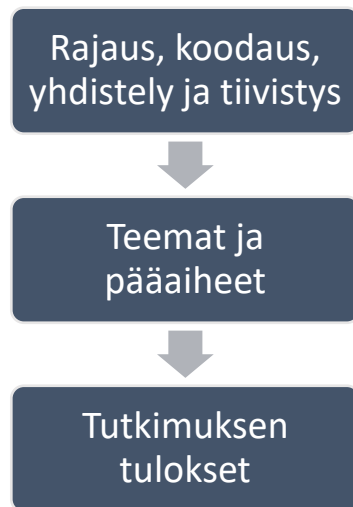 Rajaus, koodaus,
yhdistely ja tiivistys
Teemat ja
pääaiheet
Tutkimuksen
tulokset